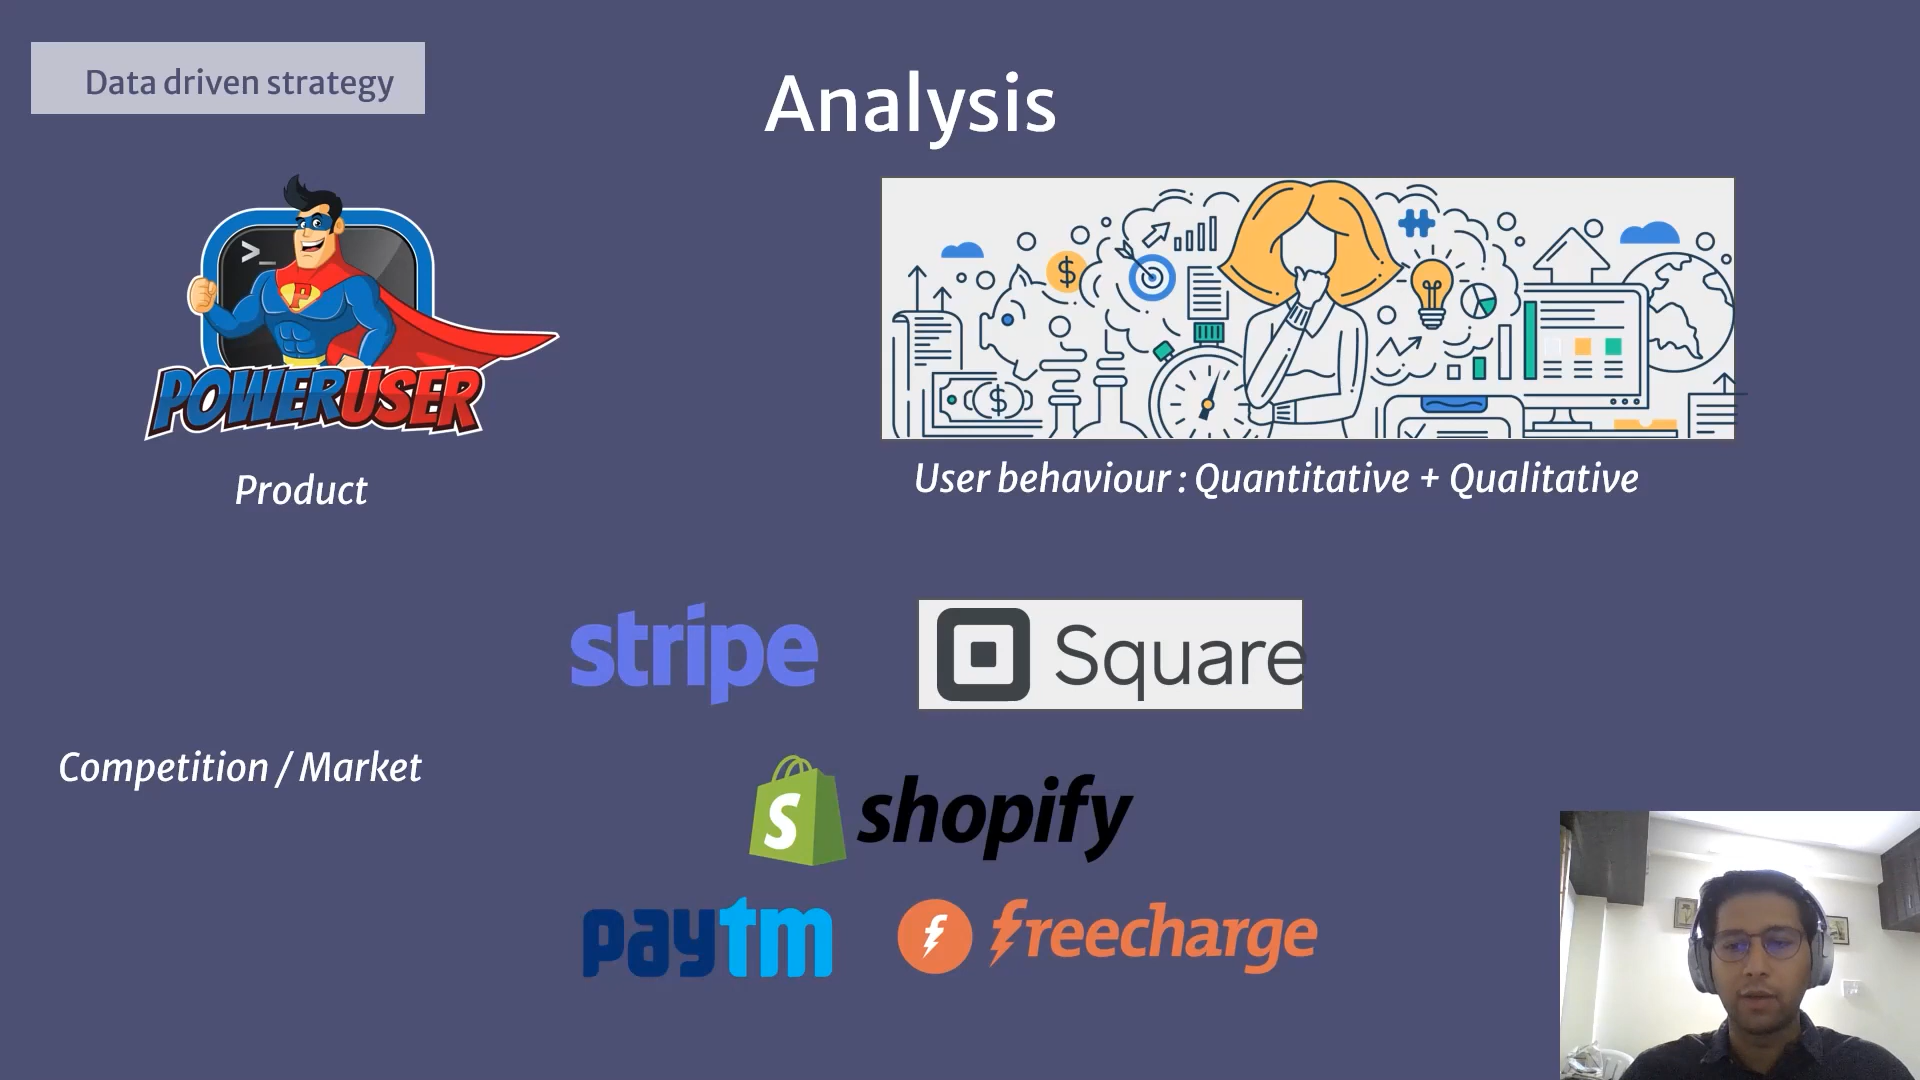 Data driven strategy
Analysis
>_
P
POWERUSER
$
$
#
Product
User behaviour : Quantitative + Qualitative
stripe
Square
Competition / Market
S shopify
paytm
f freecharge